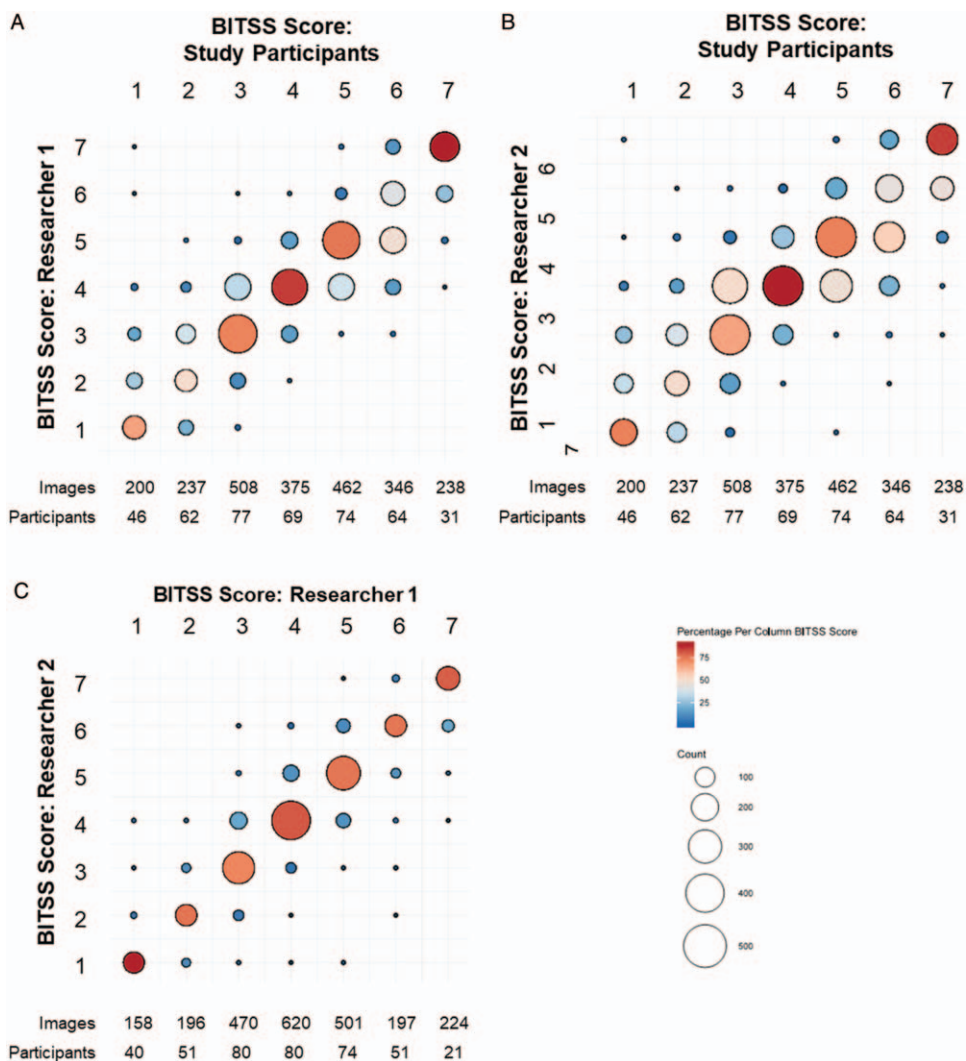 A
BITSS Score:
Study Participants
1 2 3 4 5 6 7
BITSS Score: Researcher 1
7
6
5
4
3
2
1
Images 200 237 508 375 462 346 238
Participants 46 62 77 69 74 64 31
B
BITSS Score:
Study Participants
1 2 3 4 5 6 7
BITSS Score: Researcher 2
6
5
4
3
2
1
7
Images 200 237 508 375 462 346 238
Participants 46 62 77 69 74 64 31
C
BITSS Score: Researcher 1
1 2 3 4 5 6 7
BITSS Score: Researcher 2
7
6
5
4
3
2
1
Images 158 196 470 620 501 197 224
Participants 40 51 80 80 74 51 21
Percentage Per Column BITSS Score
75
50
25
Count
100
200
300
400
500